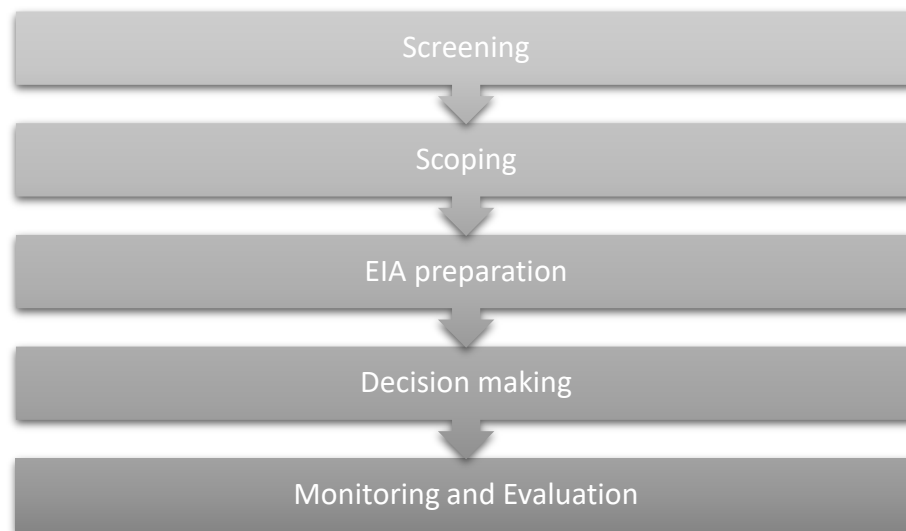 Screening
Scoping
EIA preparation
Decision making
Monitoring and Evaluation